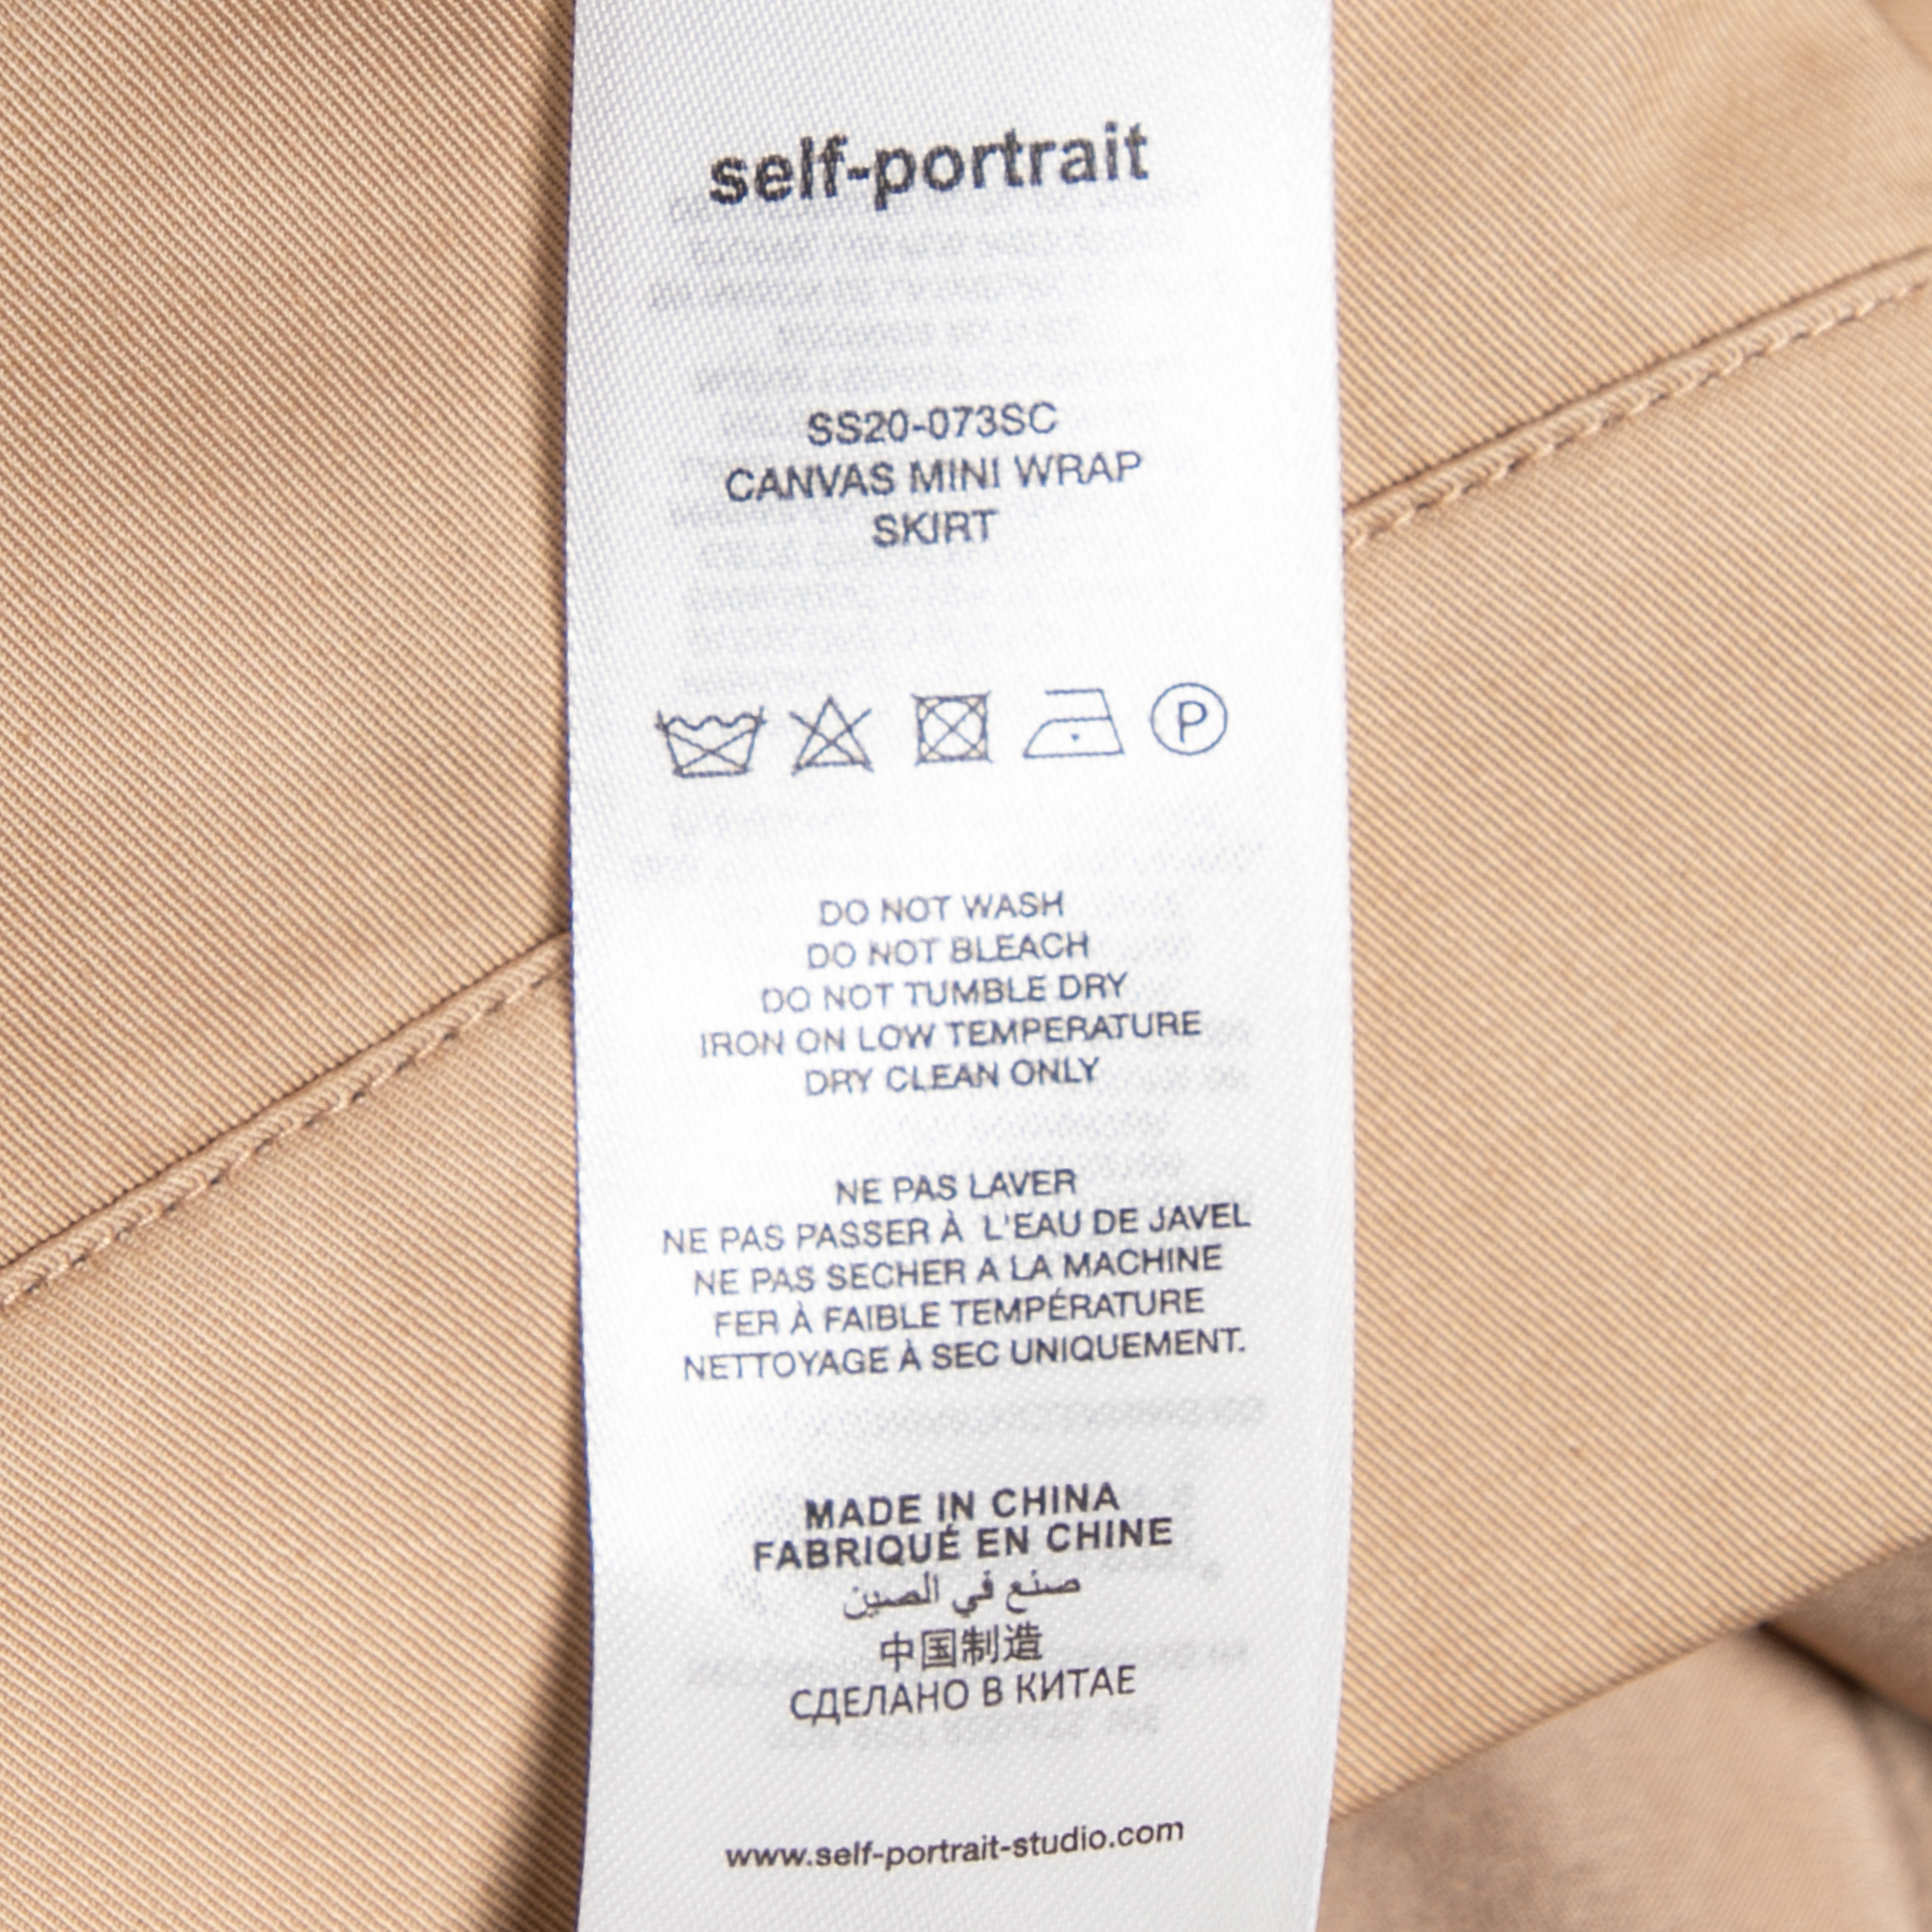 self-portrait
SS20-073SC
CANVAS MINI WRAP
SKIRT
P
DO NOT WASH
DO NOT BLEACH
DO NOT TUMBLE DRY
IRON ON LOW TEMPERATURE
DRY CLEAN ONLY
NE PAS LAVER
NE PAS PASSER À L'EAU DE JAVEL
NE PAS SECHER A LA MACHINE
FER À FAIBLE TEMPÉRATURE
NETTOYAGE À SEC UNIQUEMENT.
MADE IN CHINA
FABRIQUÉ EN CHINE
صنع في الصين
中国制造
СДЕЛАНО В КИТАЕ
www.self-portrait-studio.com